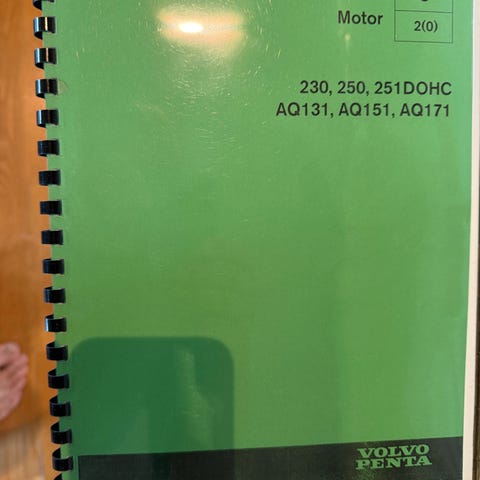 Motor
2(0)
230, 250, 251DOHC
AQ131, AQ151, AQ171
VOLVO
PENTA